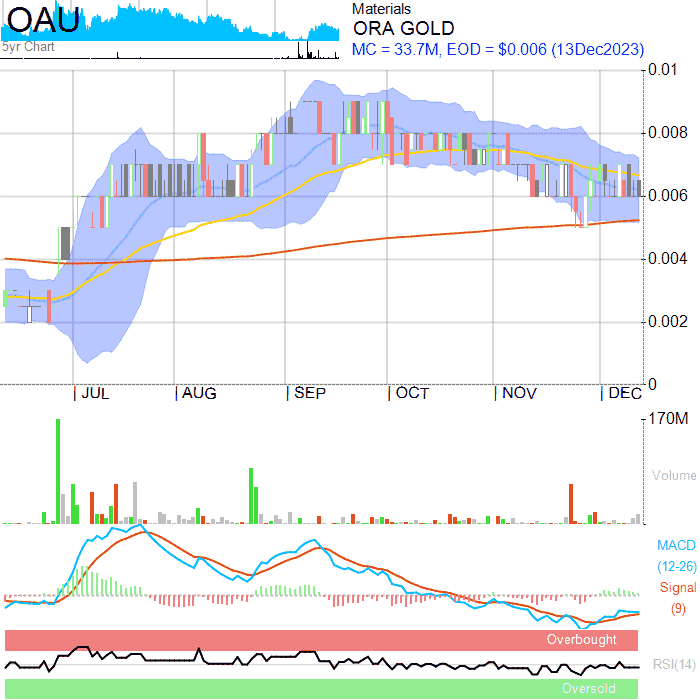 OAU
5yr Chart
Materials
ORA GOLD
MC = 33.7M, EOD = $0.006 (13Dec2023)
0.01
0.008
0.006
0.004
0.002
0
| JUL | AUG | SEP | OCT | NOV | DEC
170M
Volume
MACD
(12-26)
Signal
(9)
Overbought
RSI(14)
Oversold